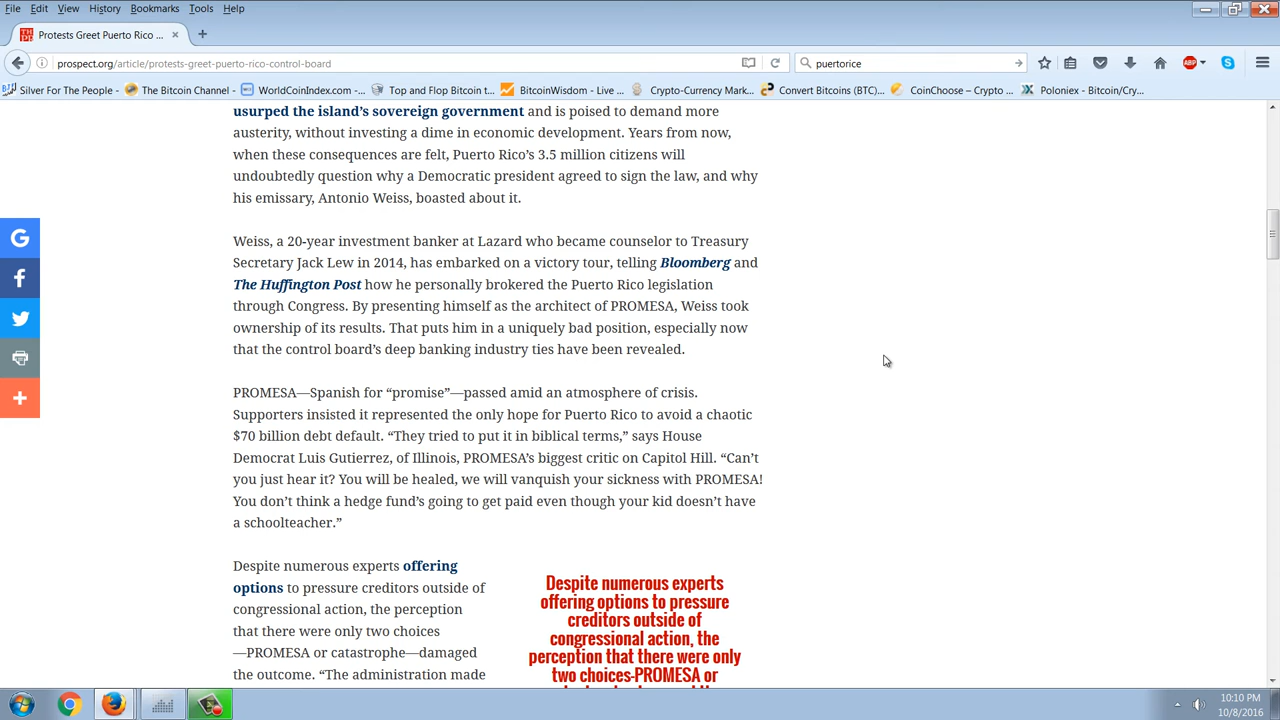 File Edit View History Bookmarks Tools Help
Protests Greet Puerto Rico ... × +
prospect.org/article/protests-greet-puerto-rico-control-board
puertorice
Silver For The People - The Bitcoin Channel - WorldCoinIndex.com -... Top and Flop Bitcoin t... BitcoinWisdom - Live ... Crypto-Currency Mark... Convert Bitcoins (BTC)... CoinChoose – Crypto ... Poloniex - Bitcoin/Cry...
ABP
usurped the island’s sovereign government and is poised to demand more
austerity, without investing a dime in economic development. Years from now,
when these consequences are felt, Puerto Rico’s 3.5 million citizens will
undoubtedly question why a Democratic president agreed to sign the law, and why
his emissary, Antonio Weiss, boasted about it.
Weiss, a 20-year investment banker at Lazard who became counselor to Treasury
Secretary Jack Lew in 2014, has embarked on a victory tour, telling Bloomberg and
The Huffington Post how he personally brokered the Puerto Rico legislation
through Congress. By presenting himself as the architect of PROMESA, Weiss took
ownership of its results. That puts him in a uniquely bad position, especially now
that the control board’s deep banking industry ties have been revealed.
PROMESA—Spanish for “promise”—passed amid an atmosphere of crisis.
Supporters insisted it represented the only hope for Puerto Rico to avoid a chaotic
$70 billion debt default. “They tried to put it in biblical terms,” says House
Democrat Luis Gutierrez, of Illinois, PROMESA’s biggest critic on Capitol Hill. “Can’t
you just hear it? You will be healed, we will vanquish your sickness with PROMESA!
You don’t think a hedge fund’s going to get paid even though your kid doesn’t have
a schoolteacher.”
Despite numerous experts offering
options to pressure creditors outside of
congressional action, the perception
that there were only two choices
—PROMESA or catastrophe—damaged
the outcome. “The administration made
Despite numerous experts
offering options to pressure
creditors outside of
congressional action, the
perception that there were only
two choices-PROMESA or
10:10 PM
10/8/2016